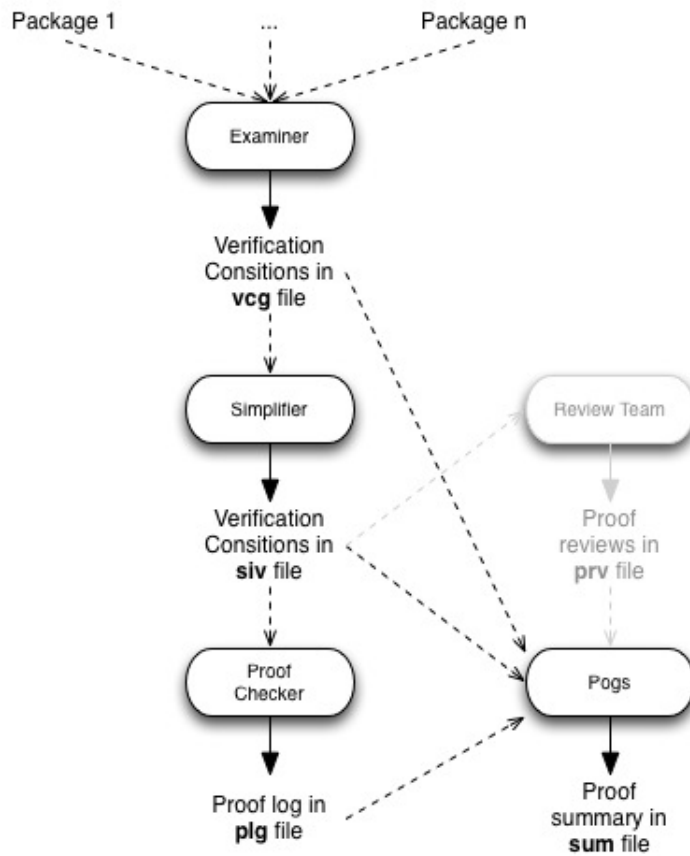 Package 1
...
Package n
Examiner
Verification
Consitions in
vcg file
Simplifier
Review Team
Verification
Consitions in
siv file
Proof
reviews in
prv file
Proof
Checker
Pogs
Proof log in
plg file
Proof
summary in
sum file